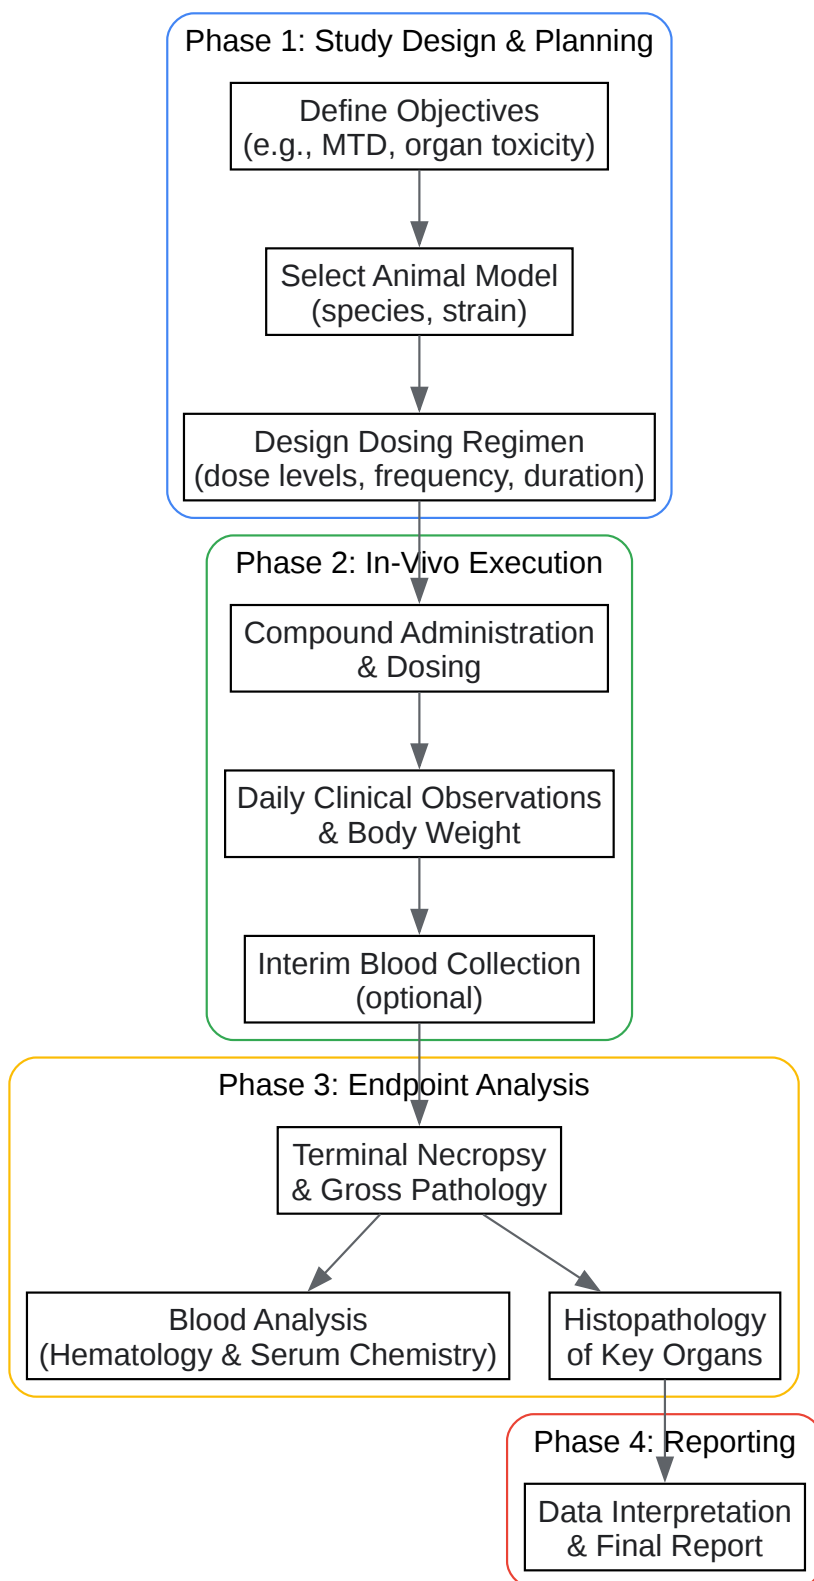 Phase 1: Study Design & Planning
Define Objectives
(e.g., MTD, organ toxicity)
Select Animal Model
(species, strain)
Design Dosing Regimen
(dose levels, frequency, duration)
Phase 2: In-Vivo Execution
Compound Administration
& Dosing
Daily Clinical Observations
& Body Weight
Interim Blood Collection
(optional)
Phase 3: Endpoint Analysis
Terminal Necropsy
& Gross Pathology
Blood Analysis
(Hematology & Serum Chemistry)
Histopathology
of Key Organs
Phase 4: Reporting
Data Interpretation
& Final Report